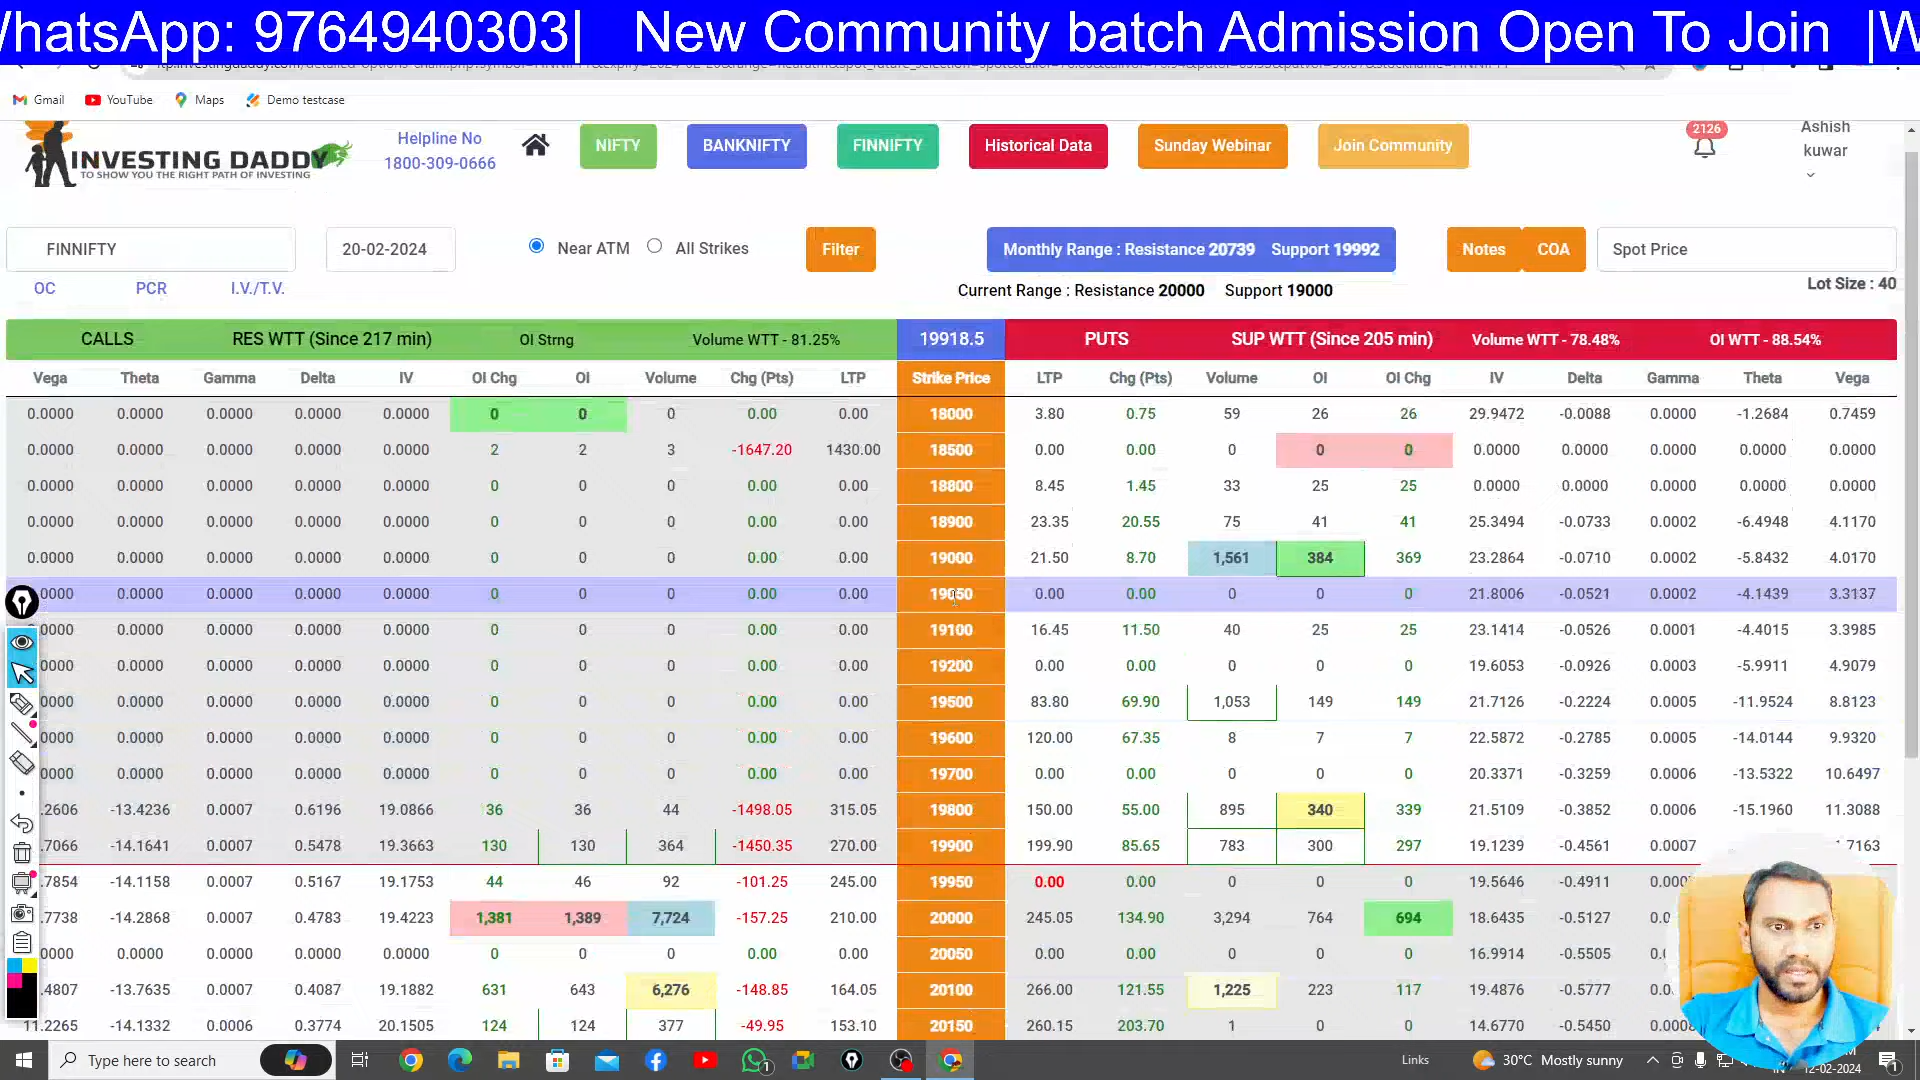 WhatsApp: 9764940303| New Community batch Admission Open To Join |W
Gmail YouTube Maps Demo testcase
INVESTING DADDY
TO SHOW YOU THE RIGHT PATH OF INVESTING
Helpline No
1800-309-0666
NIFTY BANKNIFTY FINNIFTY Historical Data Sunday Webinar Join Community
2126
Ashish
kuwar
FINNIFTY 20-02-2024 Near ATM All Strikes Filter Monthly Range : Resistance 20739 Support 19992 Notes COA Spot Price
OC PCR I.V./T.V. Current Range : Resistance 20000 Support 19000 Lot Size : 40
CALLS RES WTT (Since 217 min) OI Strng Volume WTT - 81.25% 19918.5 PUTS SUP WTT (Since 205 min) Volume WTT - 78.48% OI WTT - 88.54%
Vega Theta Gamma Delta IV OI Chg OI Volume Chg (Pts) LTP Strike Price LTP Chg (Pts) Volume OI OI Chg IV Delta Gamma Theta Vega
0.0000 0.0000 0.0000 0.0000 0.0000 0 0 0 0.00 0.00 18000 3.80 0.75 59 26 26 29.9472 -0.0088 0.0000 -1.2684 0.7459
0.0000 0.0000 0.0000 0.0000 0.0000 2 2 3 -1647.20 1430.00 18500 0.00 0.00 0 0 0 0.0000 0.0000 0.0000 0.0000 0.0000
0.0000 0.0000 0.0000 0.0000 0.0000 0 0 0 0.00 0.00 18800 8.45 1.45 33 25 25 0.0000 0.0000 0.0000 0.0000 0.0000
0.0000 0.0000 0.0000 0.0000 0.0000 0 0 0 0.00 0.00 18900 23.35 20.55 75 41 41 25.3494 -0.0733 0.0002 -6.4948 4.1170
0.0000 0.0000 0.0000 0.0000 0.0000 0 0 0 0.00 0.00 19000 21.50 8.70 1,561 384 369 23.2864 -0.0710 0.0002 -5.8432 4.0170
.0000 0.0000 0.0000 0.0000 0.0000 0 0 0 0.00 0.00 19050 0.00 0.00 0 0 0 21.8006 -0.0521 0.0002 -4.1439 3.3137
.0000 0.0000 0.0000 0.0000 0.0000 0 0 0 0.00 0.00 19100 16.45 11.50 40 25 25 23.1414 -0.0526 0.0001 -4.4015 3.3985
.0000 0.0000 0.0000 0.0000 0.0000 0 0 0 0.00 0.00 19200 0.00 0.00 0 0 0 19.6053 -0.0926 0.0003 -5.9911 4.9079
.0000 0.0000 0.0000 0.0000 0.0000 0 0 0 0.00 0.00 19500 83.80 69.90 1,053 149 149 21.7126 -0.2224 0.0005 -11.9524 8.8123
.0000 0.0000 0.0000 0.0000 0.0000 0 0 0 0.00 0.00 19600 120.00 67.35 8 7 7 22.5872 -0.2785 0.0005 -14.0144 9.9320
.0000 0.0000 0.0000 0.0000 0.0000 0 0 0 0.00 0.00 19700 0.00 0.00 0 0 0 20.3371 -0.3259 0.0006 -13.5322 10.6497
.2606 -13.4236 0.0007 0.6196 19.0866 36 36 44 -1498.05 315.05 19800 150.00 55.00 895 340 339 21.5109 -0.3852 0.0006 -15.1960 11.3088
.7066 -14.1641 0.0007 0.5478 19.3663 130 130 364 -1450.35 270.00 19900 199.90 85.65 783 300 297 19.1239 -0.4561 0.0007 .7163
.7854 -14.1158 0.0007 0.5167 19.1753 44 46 92 -101.25 245.00 19950 0.00 0.00 0 0 0 19.5646 -0.4911 0.000
.7738 -14.2868 0.0007 0.4783 19.4223 1,381 1,389 7,724 -157.25 210.00 20000 245.05 134.90 3,294 764 694 18.6435 -0.5127 0.0
.0000 0.0000 0.0000 0.0000 0.0000 0 0 0 0.00 0.00 20050 0.00 0.00 0 0 0 16.9914 -0.5505 0.0
.4807 -13.7635 0.0007 0.4087 19.1882 631 643 6,276 -148.85 164.05 20100 266.00 121.55 1,225 223 117 19.4876 -0.5777 0.0
11.2265 -14.1332 0.0006 0.3774 20.1505 124 124 377 -49.95 153.10 20150 260.15 203.70 1 0 0 14.6770 -0.5450 0.000
Type here to search 1 Links 30°C Mostly sunny 12-02-2024 1